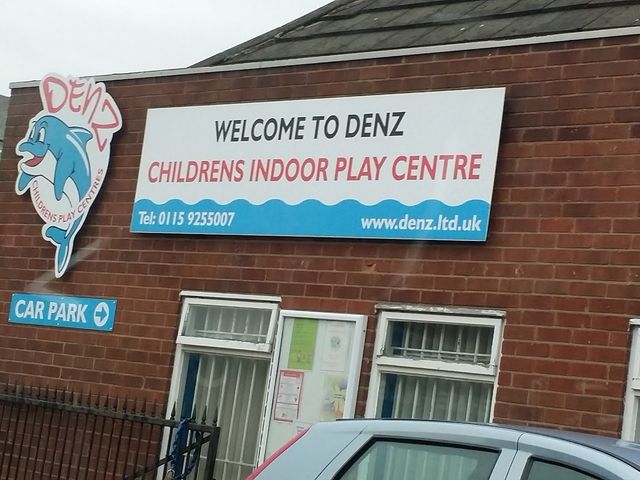 DENZ
CHILDRENS PLAY CENTRES
WELCOME TO DENZ
CHILDRENS INDOOR PLAY CENTRE
Tel: 0115 9255007
www.denz.ltd.uk
CAR PARK